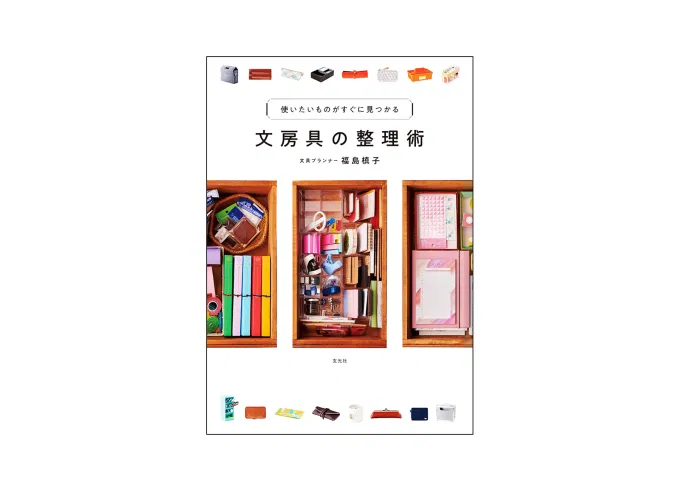 使いたいものがすぐに見つかる
文房具の整理術
文具プランナー 福島槙子
玄光社